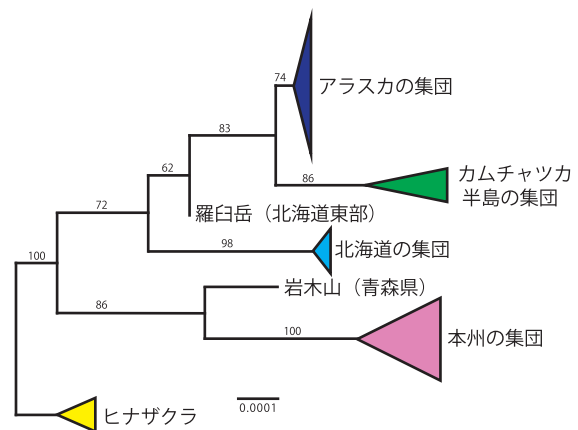 74
アラスカの集団
83
86
カムチャツカ
半島の集団
62
羅臼岳（北海道東部）
72
98
北海道の集団
100
岩木山（青森県）
86
100
本州の集団
0.0001
ヒナザクラ